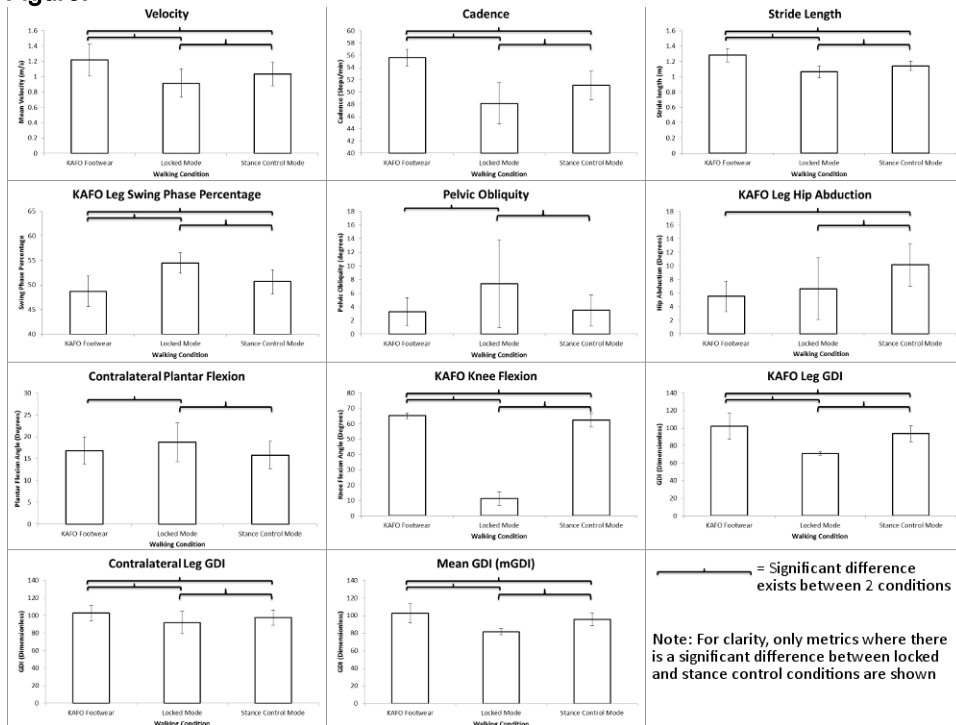 Figure.
Velocity
Mean Velocity (m/s)
1.6
1.4
1.2
1
0.8
0.6
0.4
0.2
0
KAFO Footwear Locked Mode Stance Control Mode
Walking Condition
Cadence
Cadence (Steps/min)
60
58
56
54
52
50
48
46
44
42
40
KAFO Footwear Locked Mode Stance Control Mode
Walking Condition
Stride Length
Stride length (m)
1.6
1.4
1.2
1
0.8
0.6
0.4
0.2
0
KAFO Footwear Locked Mode Stance Control Mode
Walking Condition
KAFO Leg Swing Phase Percentage
Swing Phase Percentage
65
60
55
50
45
40
KAFO Footwear Locked Mode Stance Control Mode
Walking Condition
Pelvic Obliquity
Pelvic Obliquity (degrees)
18
16
14
12
10
8
6
4
2
0
KAFO Footwear Locked Mode Stance Control Mode
Walking Condition
KAFO Leg Hip Abduction
Hip Abduction (Degrees)
18
16
14
12
10
8
6
4
2
0
KAFO Footwear Locked Mode Stance Control Mode
Walking Condition
Contralateral Plantar Flexion
Plantar Flexion Angle (Degrees)
30
25
20
15
10
5
0
KAFO Footwear Locked Mode Stance Control Mode
Walking Condition
KAFO Knee Flexion
Knee Flexion Angle (Degrees)
80
70
60
50
40
30
20
10
0
KAFO Footwear Locked Mode Stance Control Mode
Walking Condition
KAFO Leg GDI
GDI (Dimensionless)
140
120
100
80
60
40
20
0
KAFO Footwear Locked Mode Stance Control Mode
Walking Condition
Contralateral Leg GDI
GDI (Dimensionless)
140
120
100
80
60
40
20
0
KAFO Footwear Locked Mode Stance Control Mode
Walking Condition
Mean GDI (mGDI)
GDI (Dimensionless)
140
120
100
80
60
40
20
0
KAFO Footwear Locked Mode Stance Control Mode
Walking Condition
= Significant difference
exists between 2 conditions
Note: For clarity, only metrics where there
is a significant difference between locked
and stance control conditions are shown